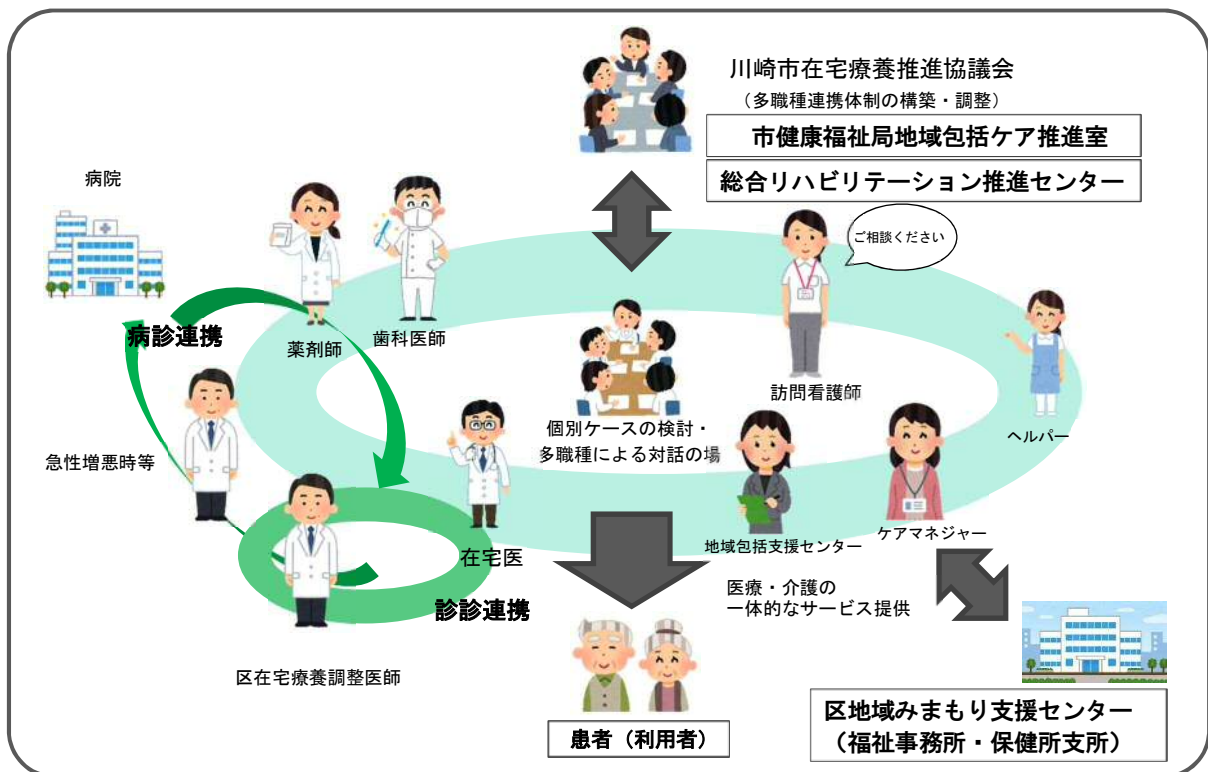 川崎市在宅療養推進協議会
（多職種連携体制の構築・調整）
市健康福祉局地域包括ケア推進室
総合リハビリテーション推進センター
病院
ご相談ください
病診連携
薬剤師
歯科医師
訪問看護師
ヘルパー
個別ケースの検討・
多職種による対話の場
急性増悪時等
在宅医
地域包括支援センター
ケアマネジャー
診診連携
医療・介護の
一体的なサービス提供
区在宅療養調整医師
患者（利用者）
区地域みまもり支援センター
（福祉事務所・保健所支所）